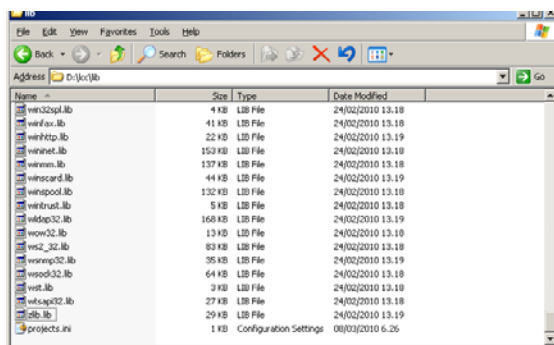 lib
File Edit View Favorites Tools Help
Back Search Folders
Address D:\lcc\lib Go
Name Size Type Date Modified
win32spl.lib 4 KB LIB File 24/02/2010 13.18
winfax.lib 41 KB LIB File 24/02/2010 13.18
winhttp.lib 22 KB LIB File 24/02/2010 13.19
wininet.lib 153 KB LIB File 24/02/2010 13.18
winmm.lib 137 KB LIB File 24/02/2010 13.18
winscard.lib 44 KB LIB File 24/02/2010 13.19
winspool.lib 132 KB LIB File 24/02/2010 13.18
wintrust.lib 5 KB LIB File 24/02/2010 13.18
wldap32.lib 168 KB LIB File 24/02/2010 13.19
wow32.lib 13 KB LIB File 24/02/2010 13.18
ws2_32.lib 83 KB LIB File 24/02/2010 13.18
wsnmp32.lib 35 KB LIB File 24/02/2010 13.19
wsock32.lib 64 KB LIB File 24/02/2010 13.18
wst.lib 3 KB LIB File 24/02/2010 13.18
wtsapi32.lib 27 KB LIB File 24/02/2010 13.18
zlib.lib 29 KB LIB File 24/02/2010 13.19
projects.ini 1 KB Configuration Settings 08/03/2010 6.26